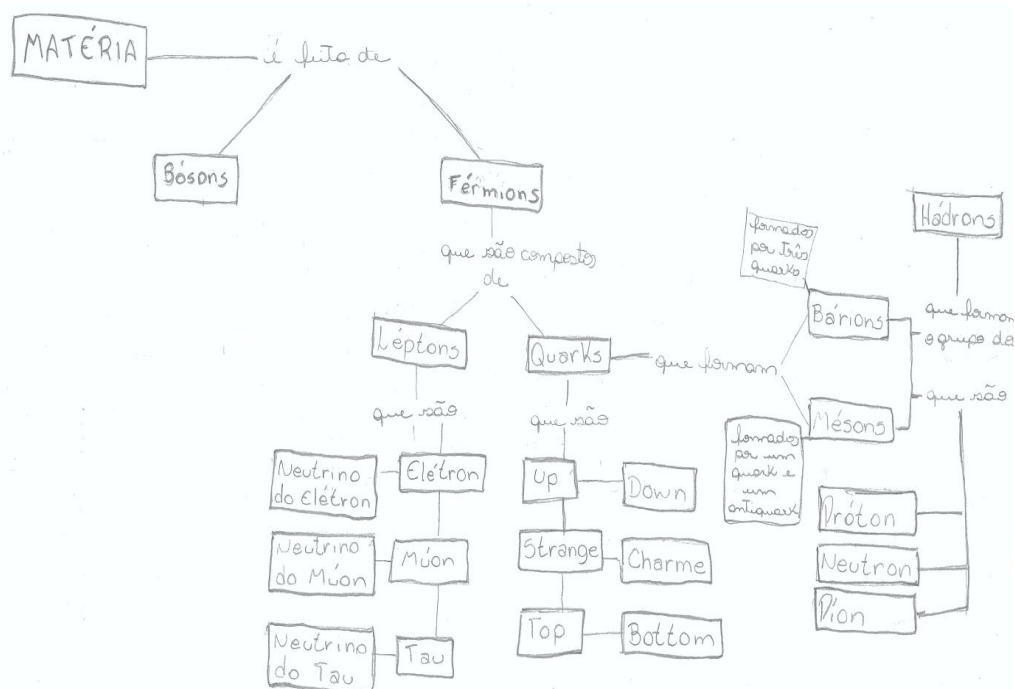 MATÉRIA
é feita de
Bósons
Férmions
que são compostos
de
Léptons
que são
Elétron
Neutrino
do Elétron
Múon
Neutrino
do Múon
Tau
Neutrino
do Tau
Quarks
que são
Up
Down
Strange
Charme
Top
Bottom
que formam
Bárions
formados
por três
quarks
Mésons
formados
por um
quark e
um
antiquark
Hádrons
que formam
o grupo de
que são
Próton
Neutron
Píon